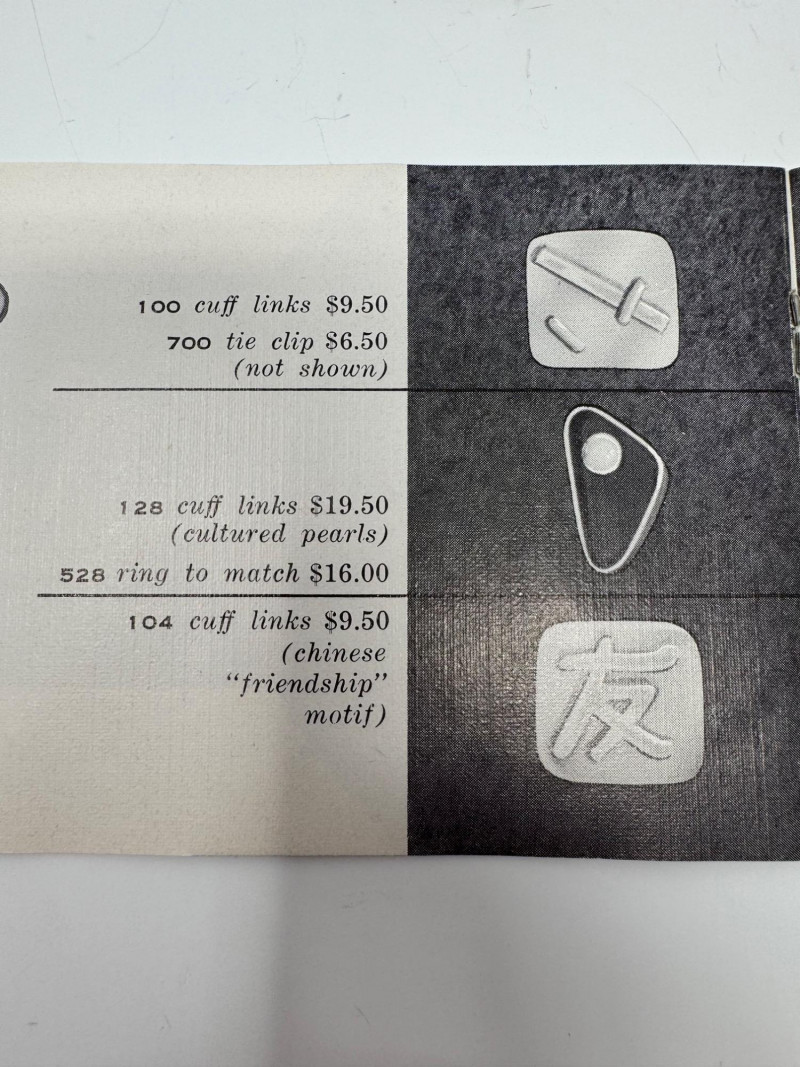 100 cuff links $9.50
700 tie clip $6.50
(not shown)
128 cuff links $19.50
(cultured pearls)
528 ring to match $16.00
104 cuff links $9.50
(chinese
“friendship”
motif)
友